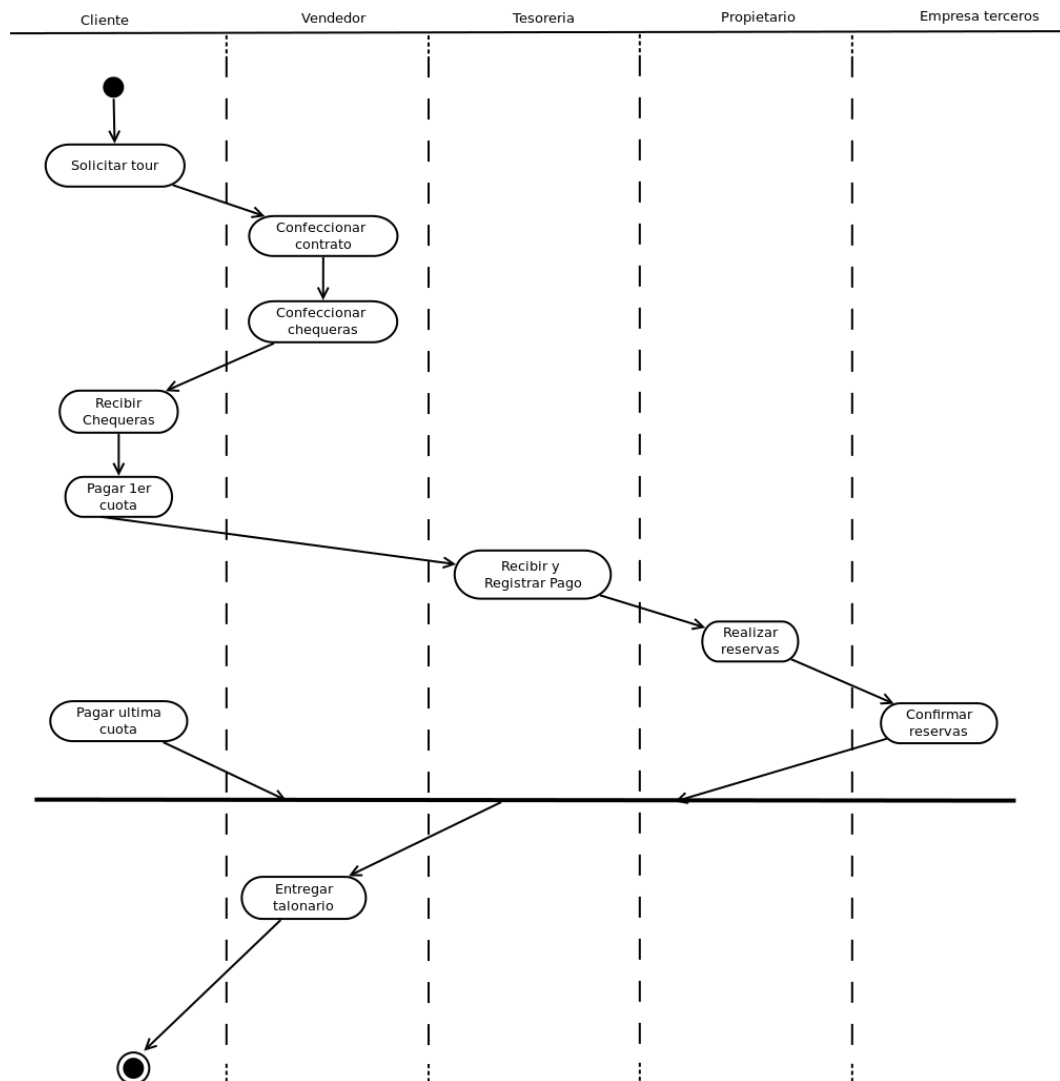 Cliente
Vendedor
Tesoreria
Propietario
Empresa terceros
Solicitar tour
Confeccionar
contrato
Confeccionar
chequeras
Recibir
Chequeras
Pagar 1er
cuota
Recibir y
Registrar Pago
Realizar
reservas
Pagar ultima
cuota
Confirmar
reservas
Entregar
talonario